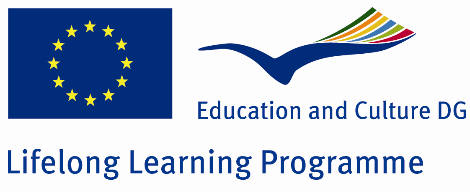 Education and Culture DG
Lifelong Learning Programme